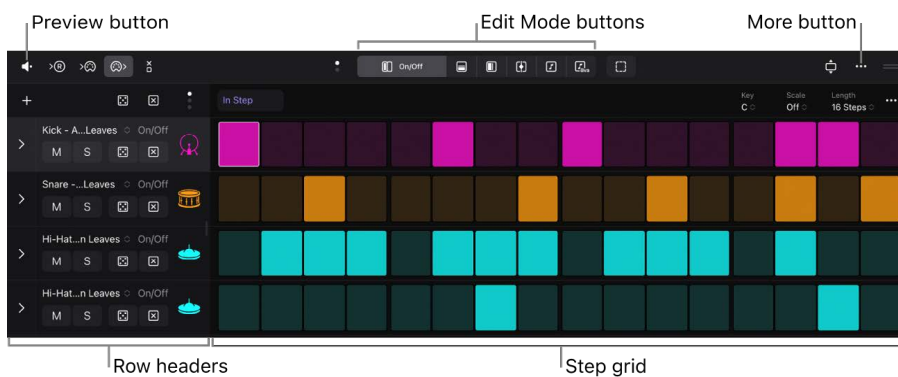 Preview button
Edit Mode buttons
More button
On/Off
In Step
Key
C
Scale
Off
Length
16 Steps
Kick - A...Leaves On/Off
M S
Snare -...Leaves On/Off
M S
Hi-Hat...n Leaves On/Off
M S
Hi-Hat...n Leaves On/Off
M S
Row headers
Step grid